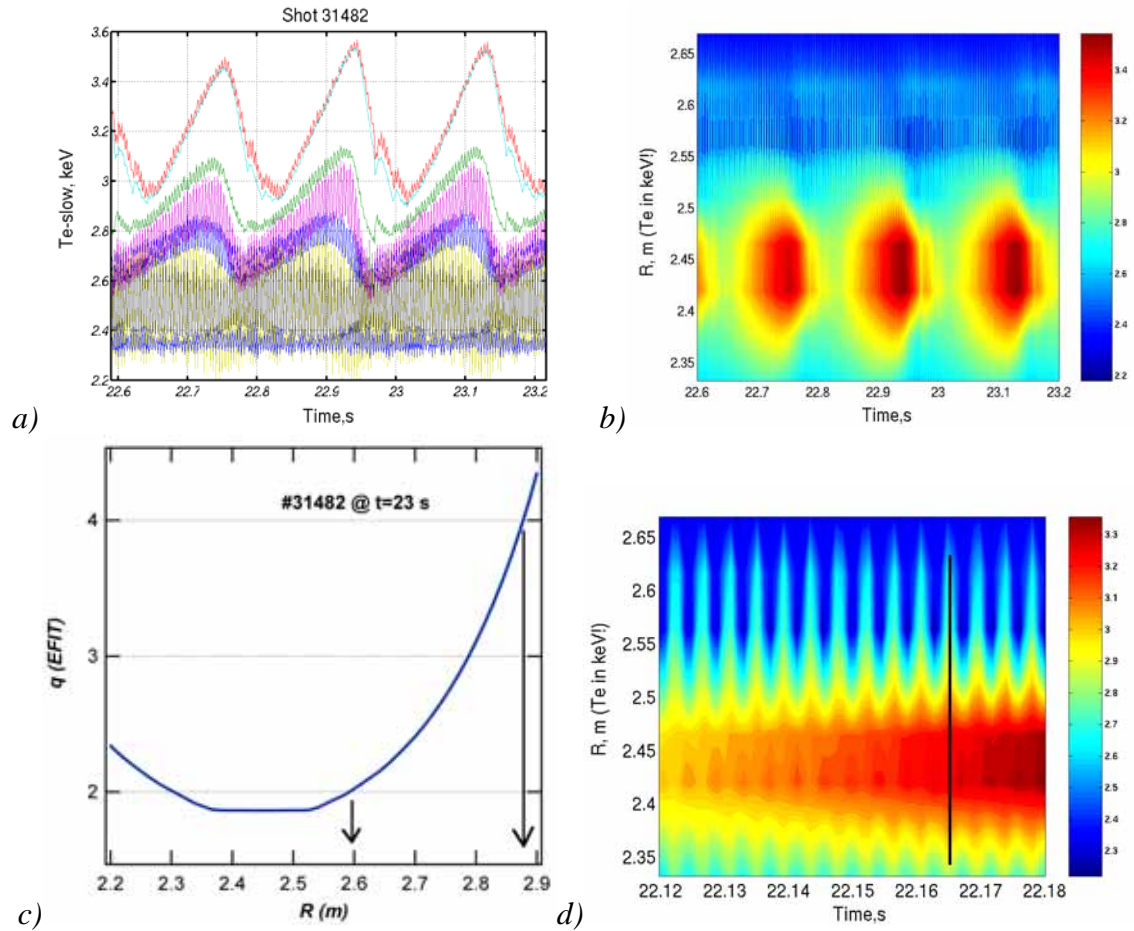 Shot 31482
3.6
3.4
3.2
3
2.8
2.6
2.4
2.2
Te-slow, keV
22.6 22.7 22.8 22.9 23 23.1 23.2
Time,s
a)
2.65
2.6
2.55
2.5
2.45
2.4
2.35
R, m (Te in keV!)
22.6 22.7 22.8 22.9 23 23.1 23.2
Time,s
3.4
3.2
3
2.8
2.6
2.4
2.2
b)
#31482 @ t=23 s
4
3
2
q (EFIT)
2.2 2.3 2.4 2.5 2.6 2.7 2.8 2.9
R (m)
c)
2.65
2.6
2.55
2.5
2.45
2.4
2.35
R, m (Te in keV!)
22.12 22.13 22.14 22.15 22.16 22.17 22.18
Time,s
3.3
3.2
3.1
3
2.9
2.8
2.7
2.6
2.5
2.4
2.3
d)